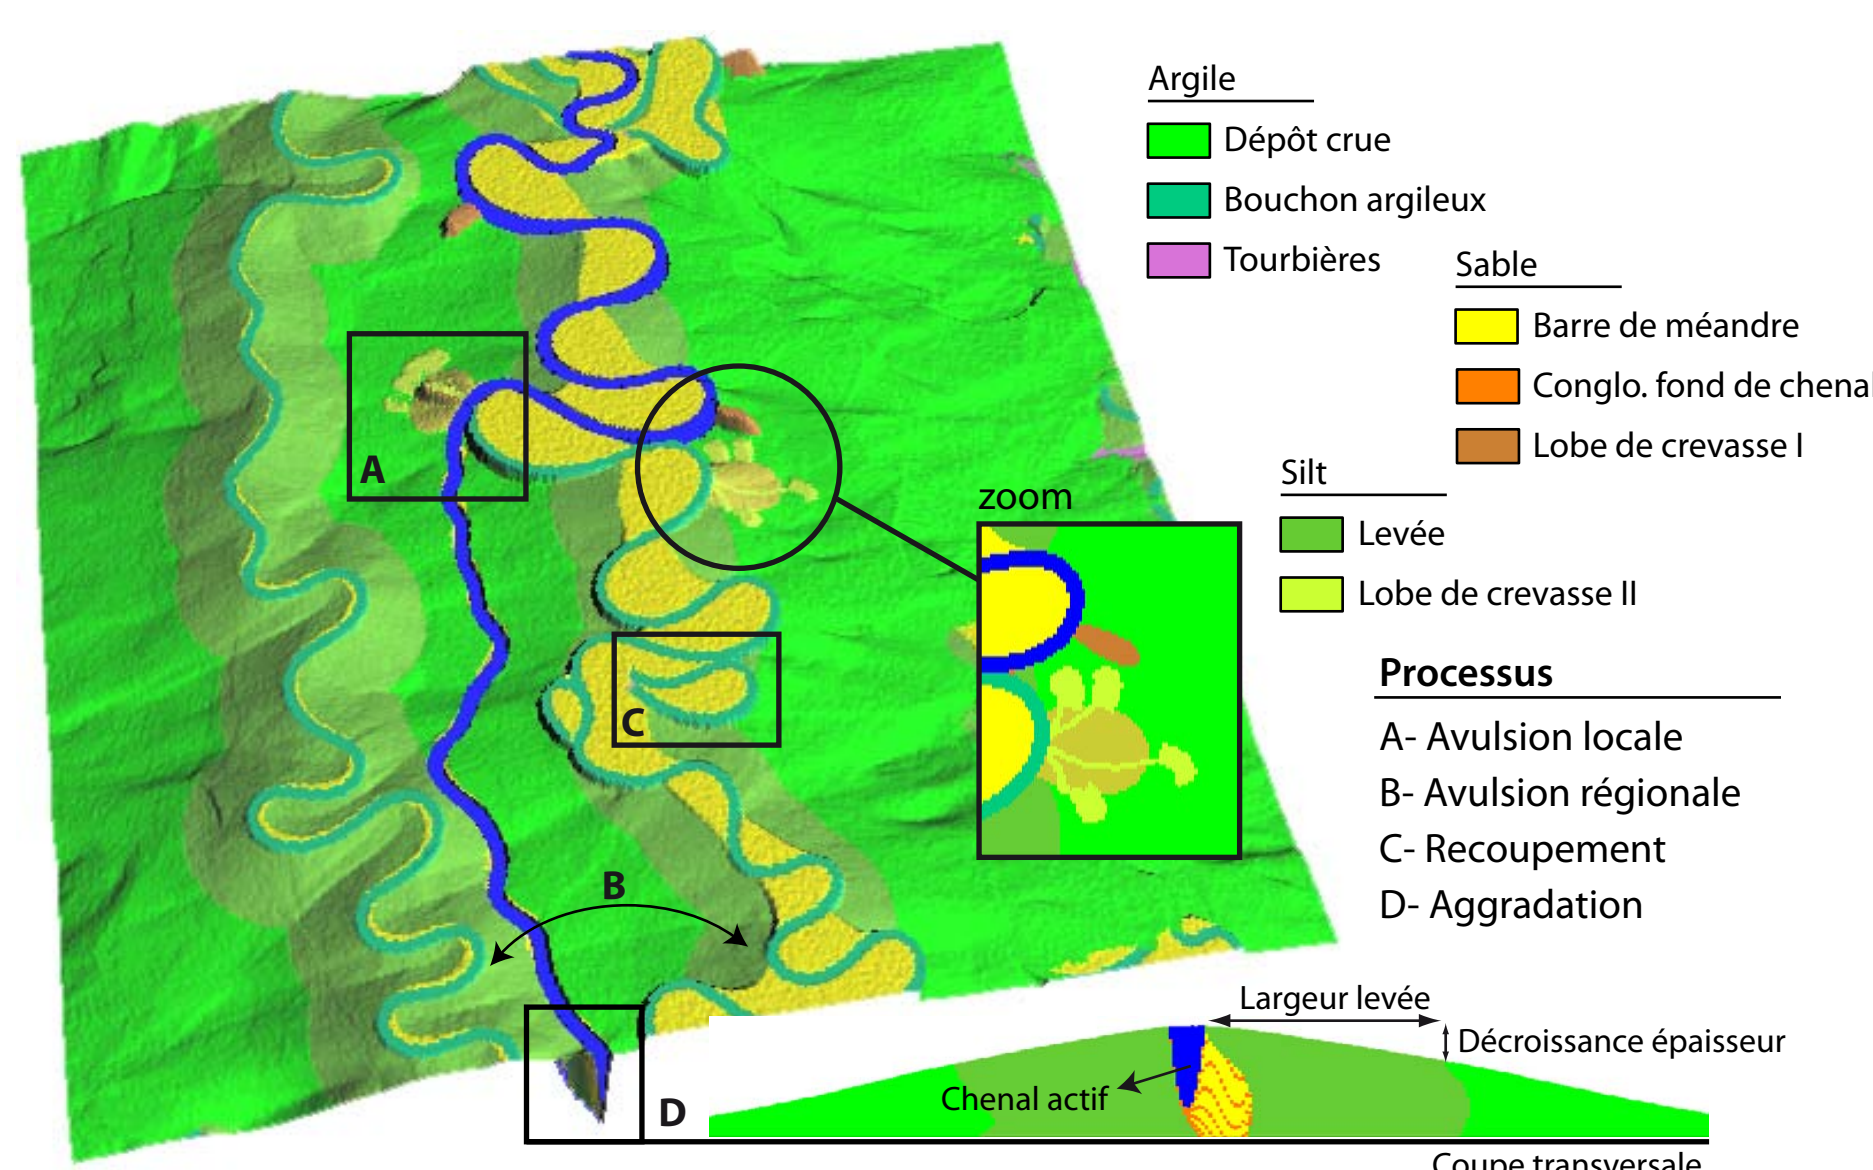 Argile
Dépôt crue
Bouchon argileux
Tourbières
Sable
Barre de méandre
Conglo. fond de chenal
Lobe de crevasse I
Silt
Levée
Lobe de crevasse II
zoom
A
C
B
D
Processus
A- Avulsion locale
B- Avulsion régionale
C- Recoupement
D- Aggradation
Largeur levée
Décroissance épaisseur
Chenal actif
Coupe transversale